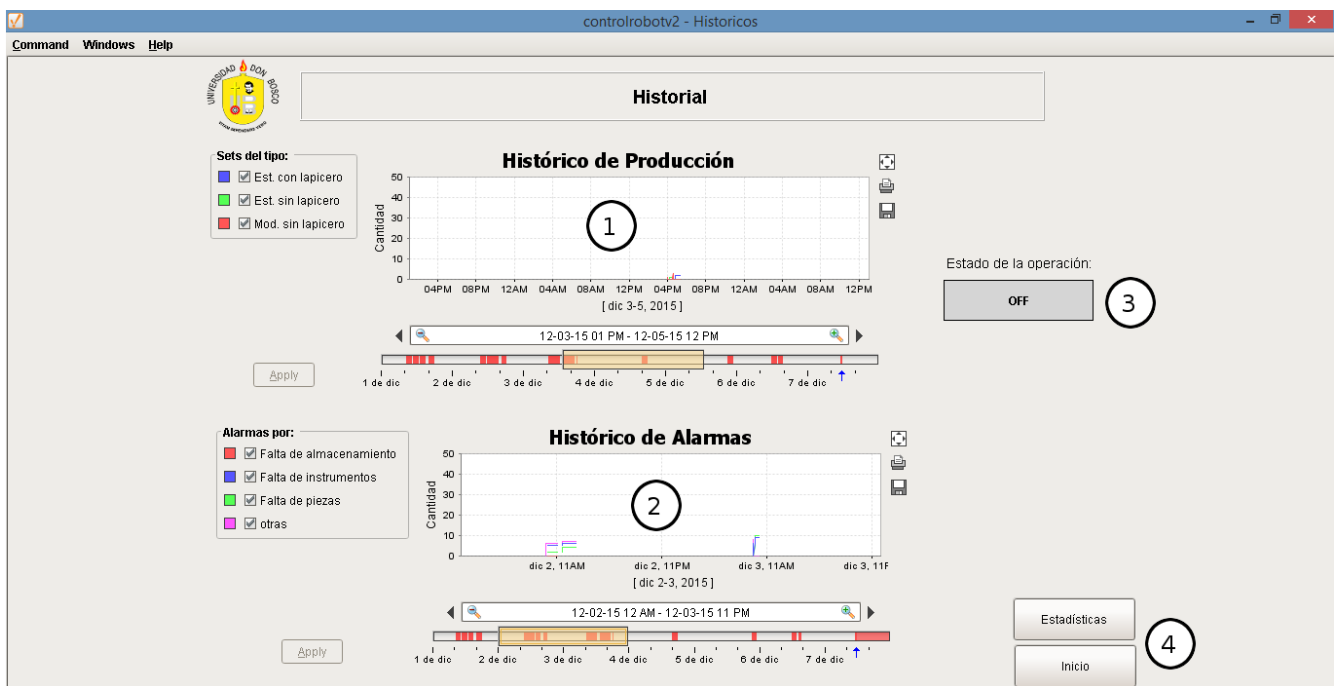 controlrobotv2 - Historicos
Command Windows Help
UNIVERSIDAD DON BOSCO
Historial
Sets del tipo:
Est. con lapicero
Est. sin lapicero
Mod. sin lapicero
Histórico de Producción
Cantidad
50
40
30
20
10
0
1
04PM 08PM 12AM 04AM 08AM 12PM 04PM 08PM 12AM 04AM 08AM 12PM
[ dic 3-5, 2015 ]
12-03-15 01 PM - 12-05-15 12 PM
1 de dic 2 de dic 3 de dic 4 de dic 5 de dic 6 de dic 7 de dic
Apply
Estado de la operación:
OFF
3
Alarmas por:
Falta de almacenamiento
Falta de instrumentos
Falta de piezas
otras
Histórico de Alarmas
Cantidad
50
40
30
20
10
0
2
dic 2, 11AM dic 2, 11PM dic 3, 11AM dic 3, 11P
[ dic 2-3, 2015 ]
12-02-15 12 AM - 12-03-15 11 PM
1 de dic 2 de dic 3 de dic 4 de dic 5 de dic 6 de dic 7 de dic
Apply
Estadísticas
Inicio
4